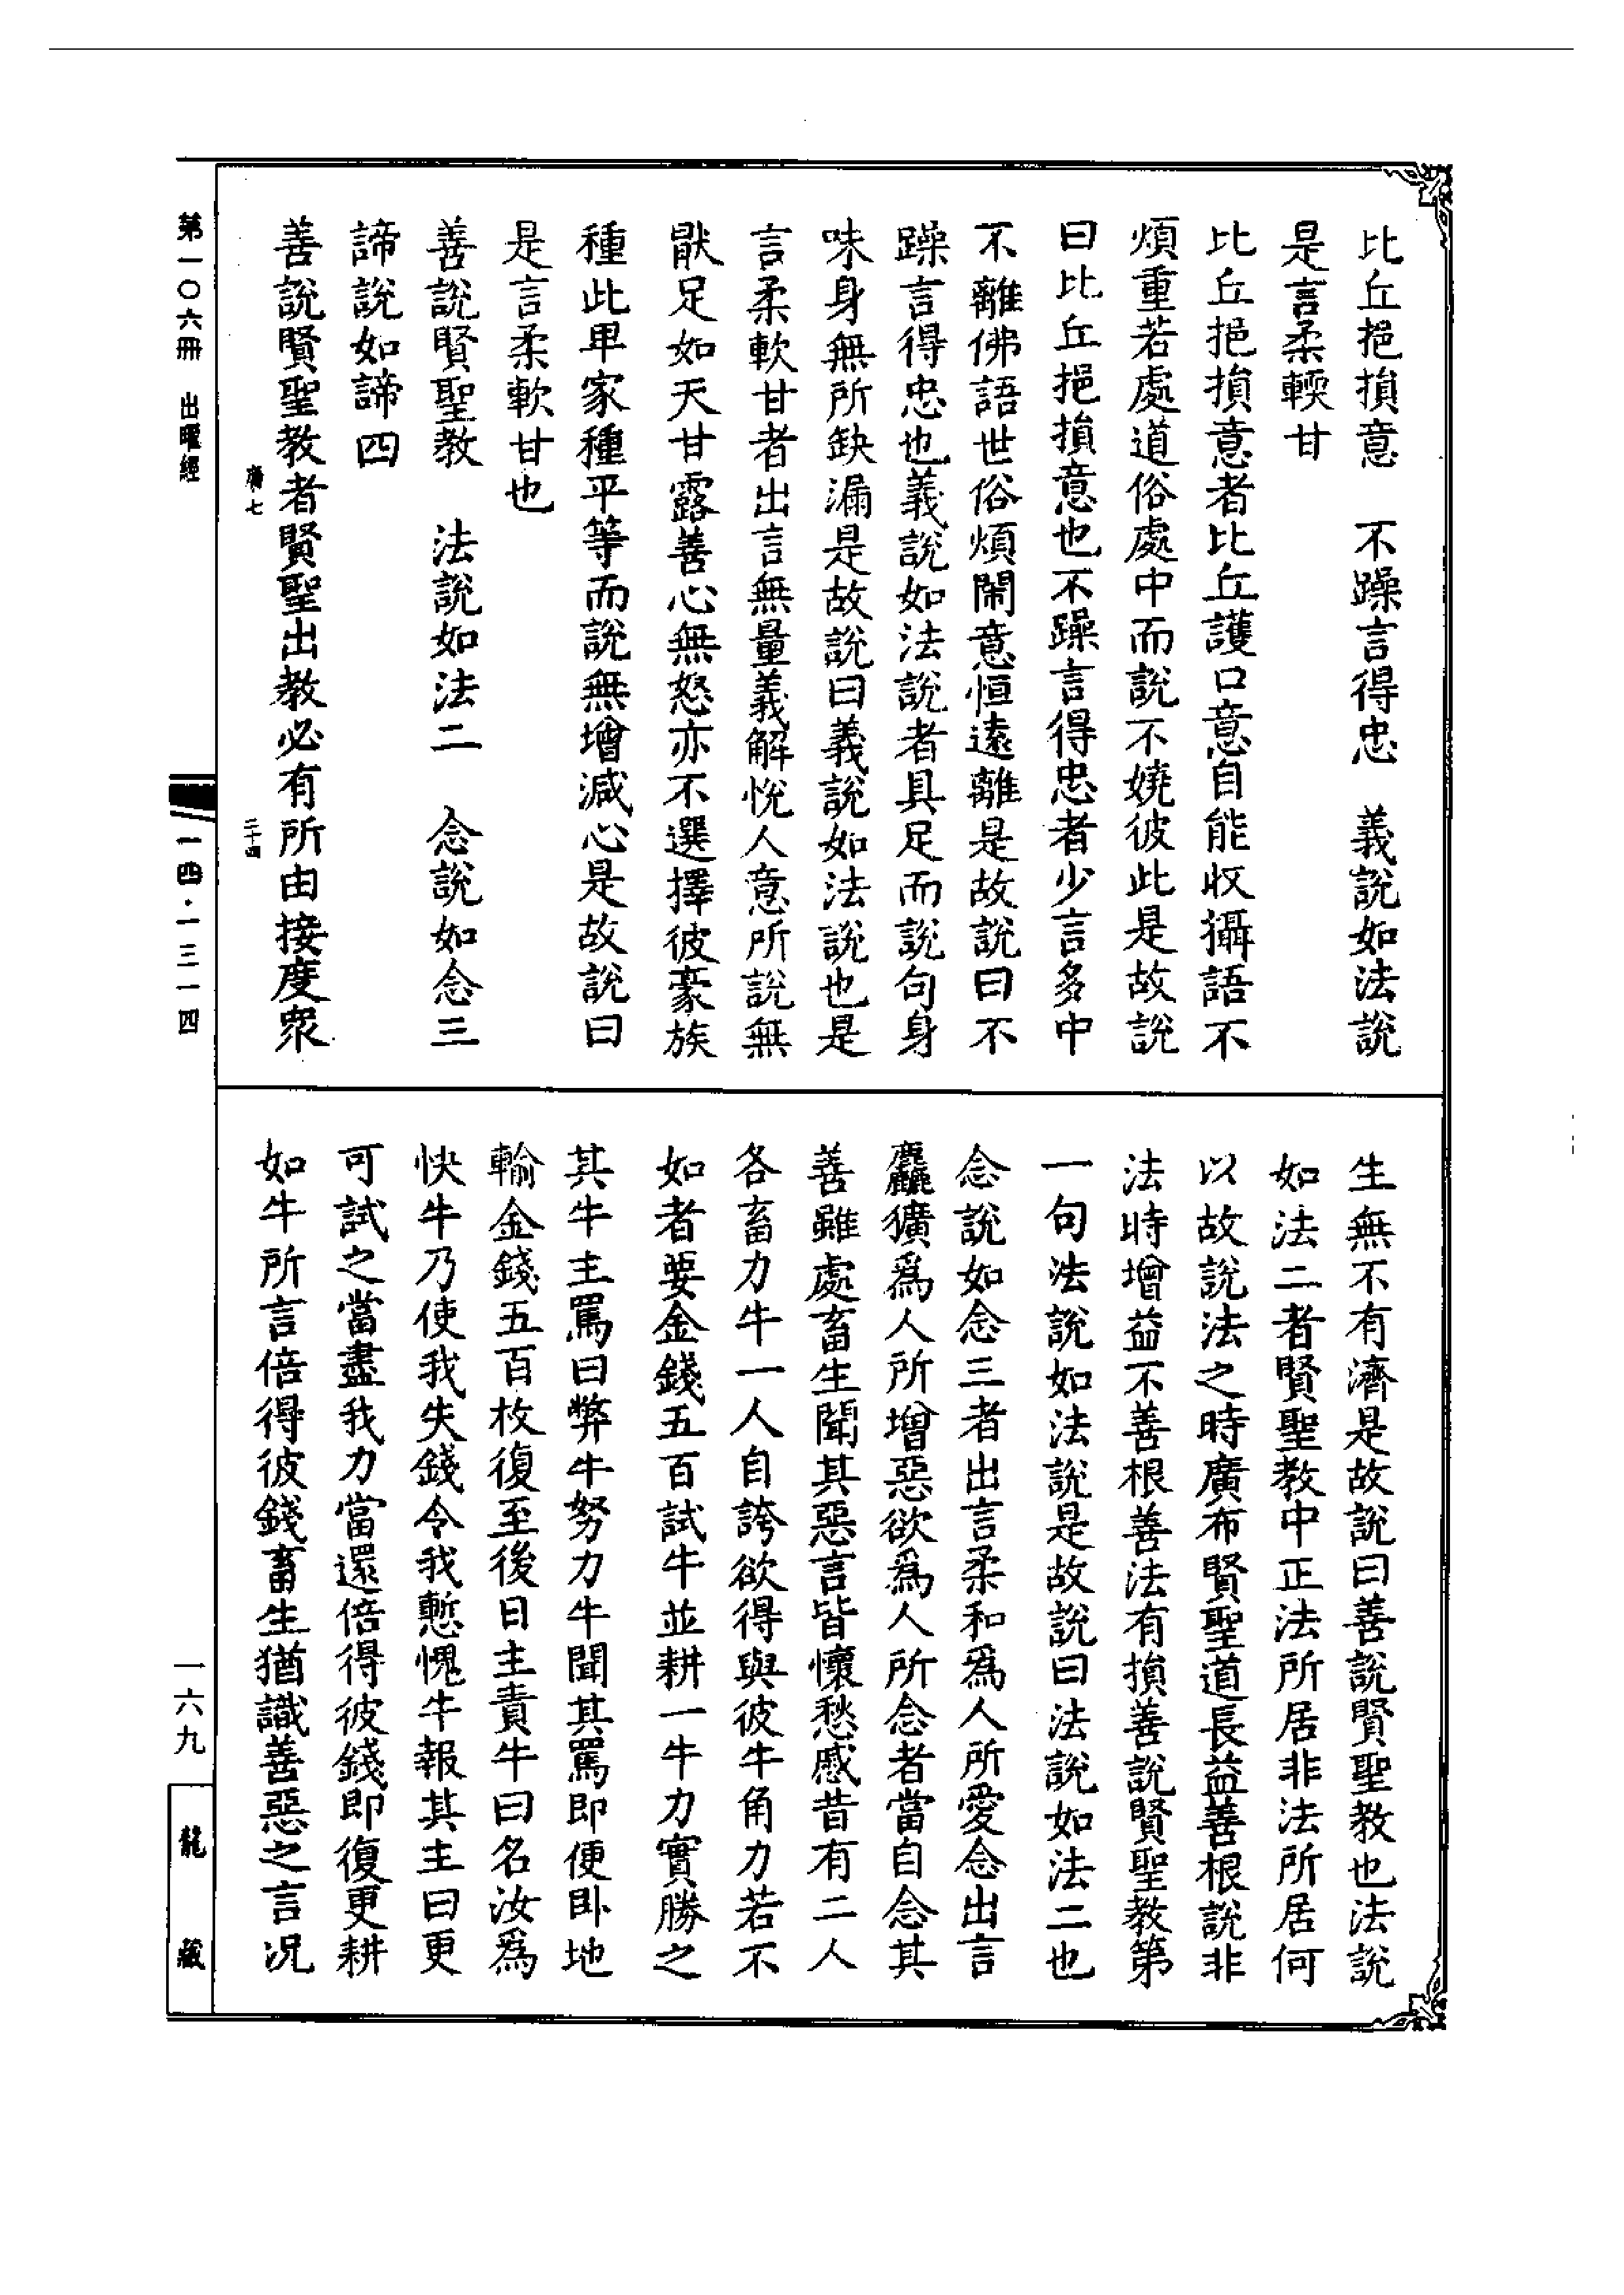 比丘挹損意　不躁言得忠　義說如法說
是言柔輭甘
比丘挹損意者比丘護口意自能収攝語不
煩重若處道俗處中而說不嬈彼此是故說
曰比丘挹損意也不躁言得忠者少言多中
不離佛語世俗煩鬧意恒遠離是故說曰不
躁言得忠也義說如法說者具足而說句身
味身無所缺漏是故說曰義說如法說也是
言柔軟甘者出言無量義解悅人意所說無
猒足如天甘露善心無怒亦不選擇彼豪族
種此卑家種平等而說無增減心是故說曰
是言柔軟甘也
善說賢聖教　法說如法二　念說如念三
諦說如諦四
善說賢聖教者賢聖出教必有所由接度眾
生無不有濟是故說曰善說賢聖教也法說
如法二者賢聖教中正法所居非法所居何
以故說法之時廣布賢聖道長益善根說非
法時增益不善根善法有損善說賢聖教第
一句法說如法說是故說曰法說如法二也
念說如念三者出言柔和為人所愛念出言
麤獷為人所增惡欲為人所念者當自念其
善雖處畜生聞其惡言皆懷愁慼昔有二人
各畜力牛一人自誇欲得與彼牛角力若不
如者要金錢五百試牛並耕一牛力實勝之
其牛主罵曰弊牛努力牛聞其罵即便臥地
輸金錢五百枚復至後日主責牛曰名汝為
快牛乃使我失錢令我慙愧牛報其主曰更
可試之當盡我力當還倍得彼錢即復更耕
如牛所言倍得彼錢畜生猶識善惡之言況
第一〇六冊　出曜經
廣七
二十四
一四·一三一四
一六九
龍藏